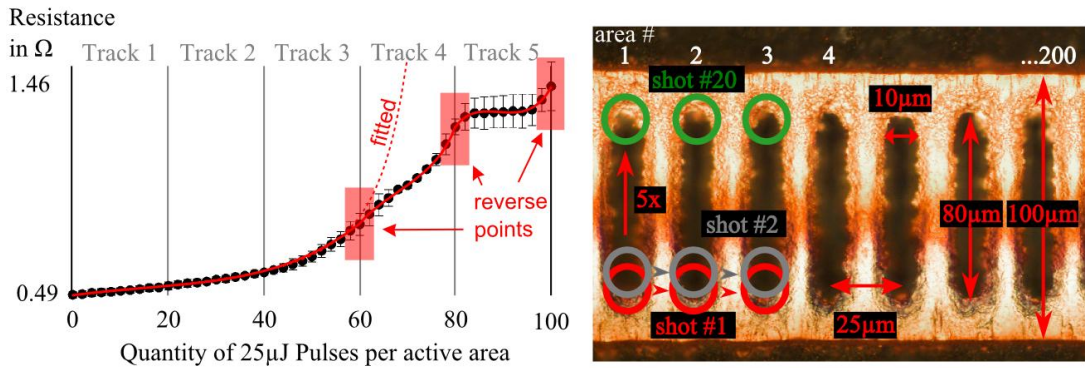 Resistance
in Ω
Track 1 Track 2 Track 3 Track 4 Track 5
1.46
fitted
reverse
points
0.49
0 20 40 60 80 100
Quantity of 25µJ Pulses per active area
area #
1 2 3 4 ...200
shot #20
10µm
5x
80µm
100µm
shot #2
25µm
shot #1